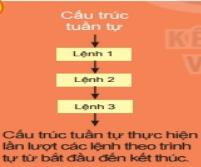 Cấu trúc
tuần tự
Lệnh 1
Lệnh 2
Lệnh 3
Cấu trúc tuần tự thực hiện
lần lượt các lệnh theo trình
tự từ bắt đầu đến kết thúc.